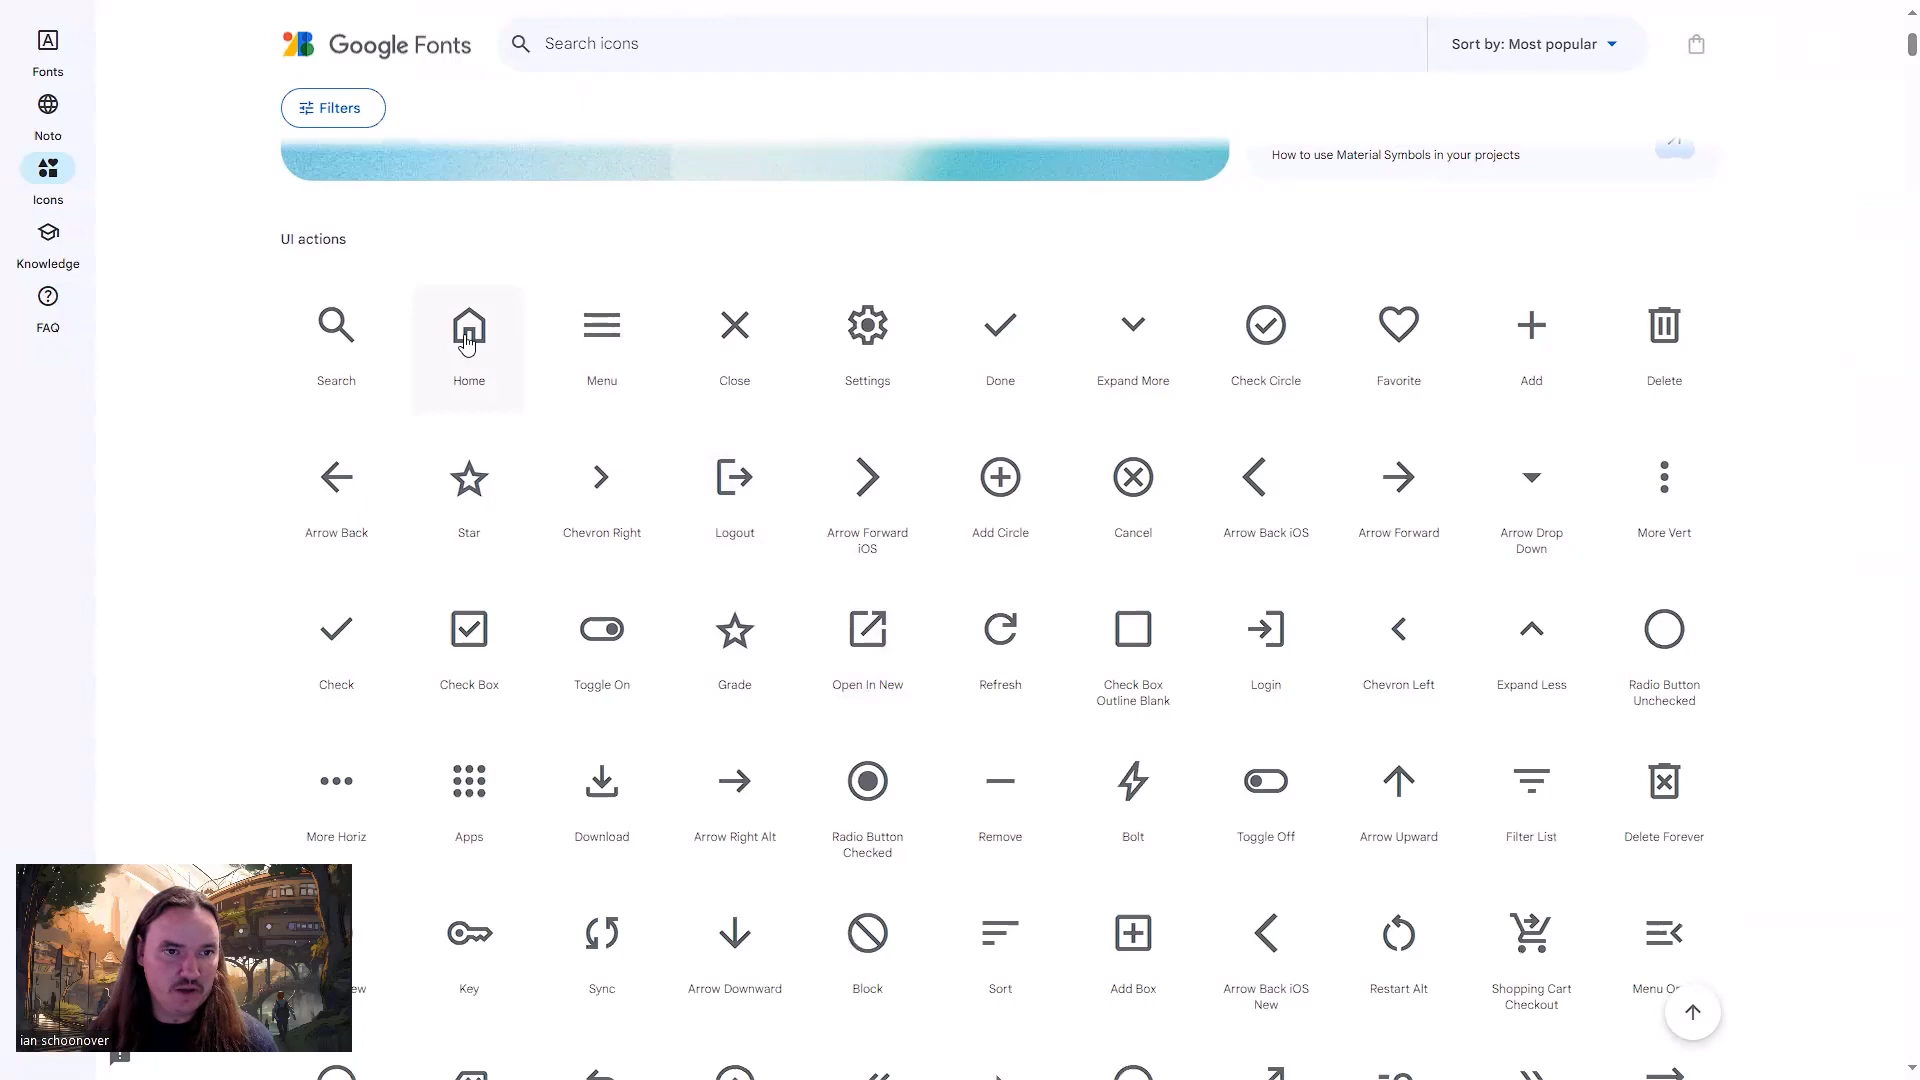 Fonts
Noto
Icons
Knowledge
FAQ
Google Fonts
Search icons
Sort by: Most popular
Filters
How to use Material Symbols in your projects
UI actions
Search
Home
Menu
Close
Settings
Done
Expand More
Check Circle
Favorite
Add
Delete
Arrow Back
Star
Chevron Right
Logout
Arrow Forward
iOS
Add Circle
Cancel
Arrow Back iOS
Arrow Forward
Arrow Drop
Down
More Vert
Check
Check Box
Toggle On
Grade
Open In New
Refresh
Check Box
Outline Blank
Login
Chevron Left
Expand Less
Radio Button
Unchecked
More Horiz
Apps
Download
Arrow Right Alt
Radio Button
Checked
Remove
Bolt
Toggle Off
Arrow Upward
Filter List
Delete Forever
Key
Sync
Arrow Downward
Block
Sort
Add Box
Arrow Back iOS
New
Restart Alt
Shopping Cart
Checkout
Menu
ian schoonover